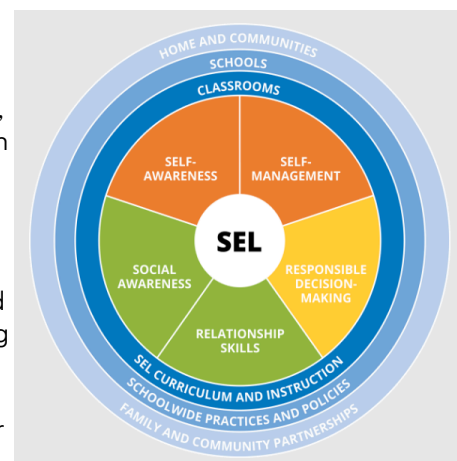 HOME AND COMMUNITIES
SCHOOLS
CLASSROOMS
SELF-
AWARENESS
SELF-
MANAGEMENT
SEL
SOCIAL
AWARENESS
RESPONSIBLE
DECISION-
MAKING
RELATIONSHIP
SKILLS
SEL CURRICULUM AND INSTRUCTION
SCHOOLWIDE PRACTICES AND POLICIES
FAMILY AND COMMUNITY PARTNERSHIPS